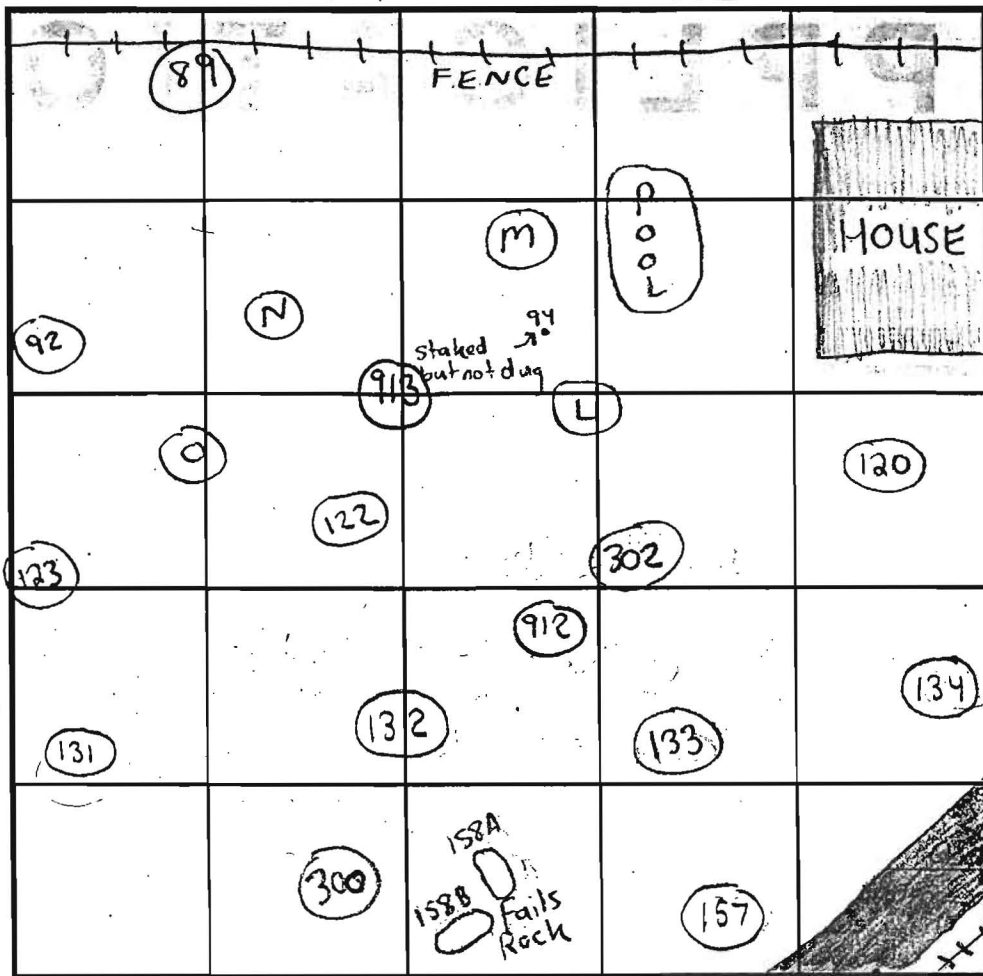 89
FENCE
POOL
HOUSE
M
N
94
Staked
but not dug
92
913
L
O
120
122
302
123
912
134
132
133
131
158A
300
158B
Fails
Rock
157